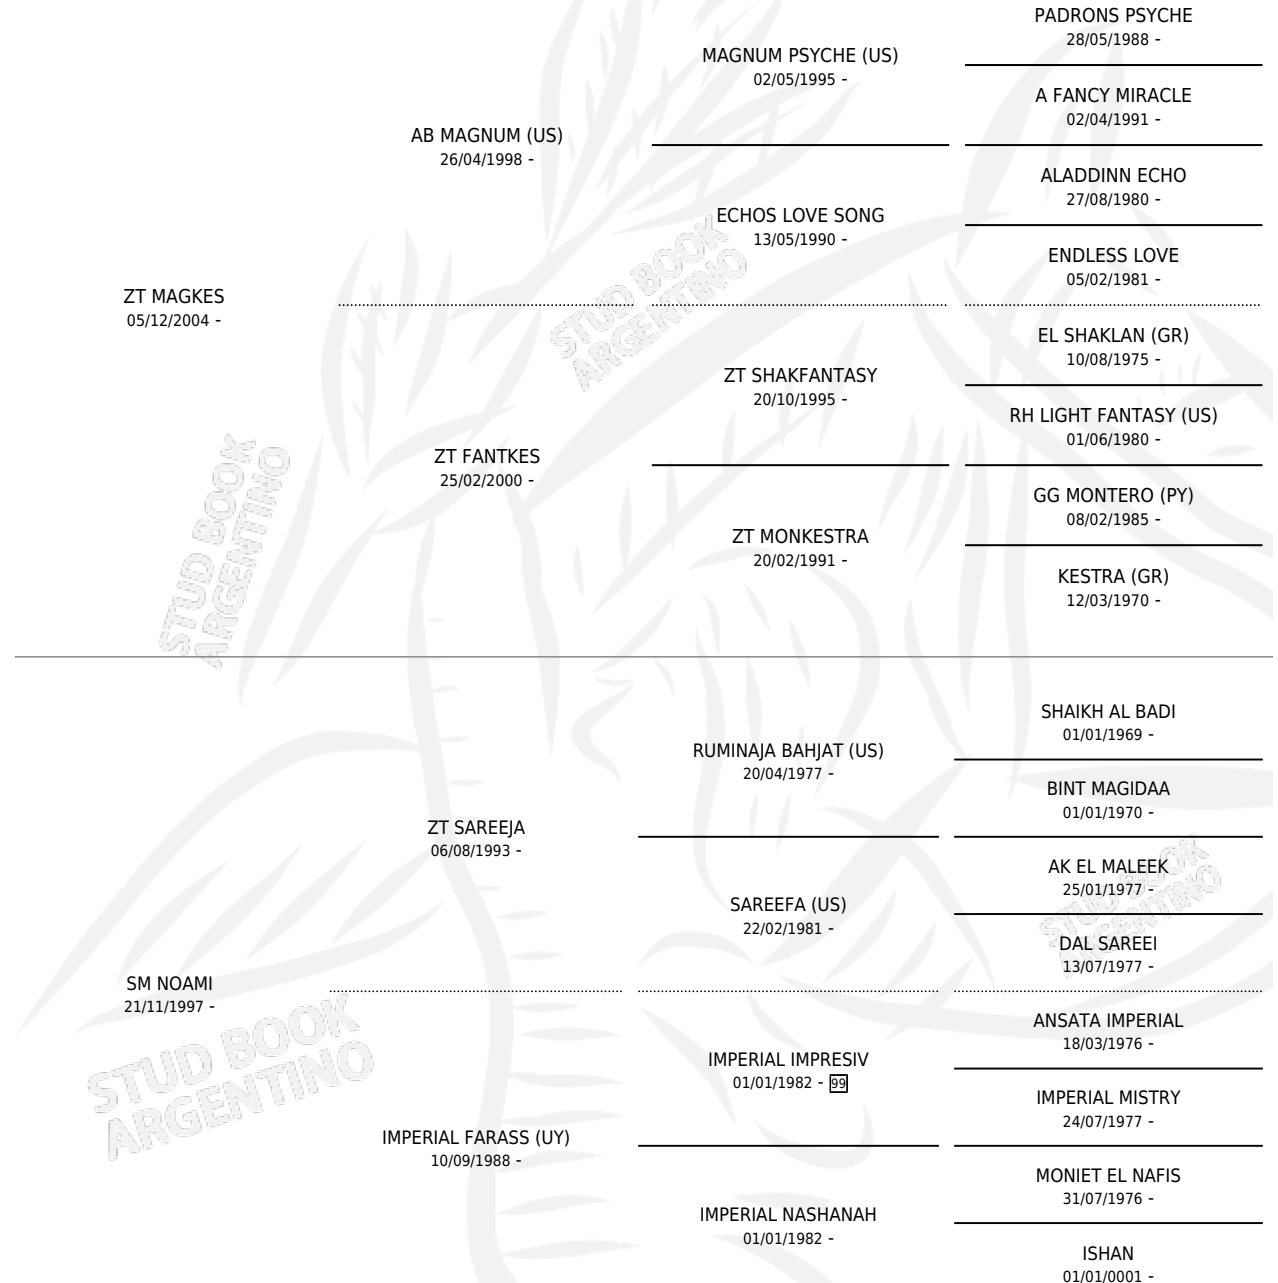 PADRONS PSYCHE
28/05/1988 -
MAGNUM PSYCHE (US)
02/05/1995 -
A FANCY MIRACLE
02/04/1991 -
AB MAGNUM (US)
26/04/1998 -
ALADDINN ECHO
27/08/1980 -
ECHOS LOVE SONG
13/05/1990 -
ENDLESS LOVE
05/02/1981 -
ZT MAGKES
05/12/2004 -
EL SHAKLAN (GR)
10/08/1975 -
ZT SHAKFANTASY
20/10/1995 -
RH LIGHT FANTASY (US)
01/06/1980 -
ZT FANTKES
25/02/2000 -
GG MONTERO (PY)
08/02/1985 -
ZT MONKESTRA
20/02/1991 -
KESTRA (GR)
12/03/1970 -
SHAIKH AL BADI
01/01/1969 -
RUMINAJA BAHJAT (US)
20/04/1977 -
BINT MAGIDAA
01/01/1970 -
ZT SAREEJA
06/08/1993 -
AK EL MALEEK
25/01/1977 -
SAREEFA (US)
22/02/1981 -
DAL SAREEI
13/07/1977 -
SM NOAMI
21/11/1997 -
ANSATA IMPERIAL
18/03/1976 -
IMPERIAL IMPRESIV
01/01/1982 - 99
IMPERIAL MISTRY
24/07/1977 -
IMPERIAL FARASS (UY)
10/09/1988 -
MONIET EL NAFIS
31/07/1976 -
IMPERIAL NASHANAH
01/01/1982 -
ISHAN
01/01/0001 -
STUD BOOK
ARGENTINO
STUD BOOK
ARGENTINO
STUD BOOK
ARGENTINO
STUD BOOK
ARGENTINO